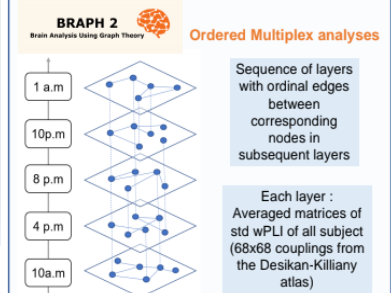 BRAPH 2
Brain Analysis Using Graph Theory
Ordered Multiplex analyses
1 a.m
10p.m
8 p.m
4 p.m
10a.m
Sequence of layers
with ordinal edges
between
corresponding
nodes in
subsequent layers
Each layer :
Averaged matrices of
std wPLI of all subject
(68x68 couplings from
the Desikan-Killiany
atlas)